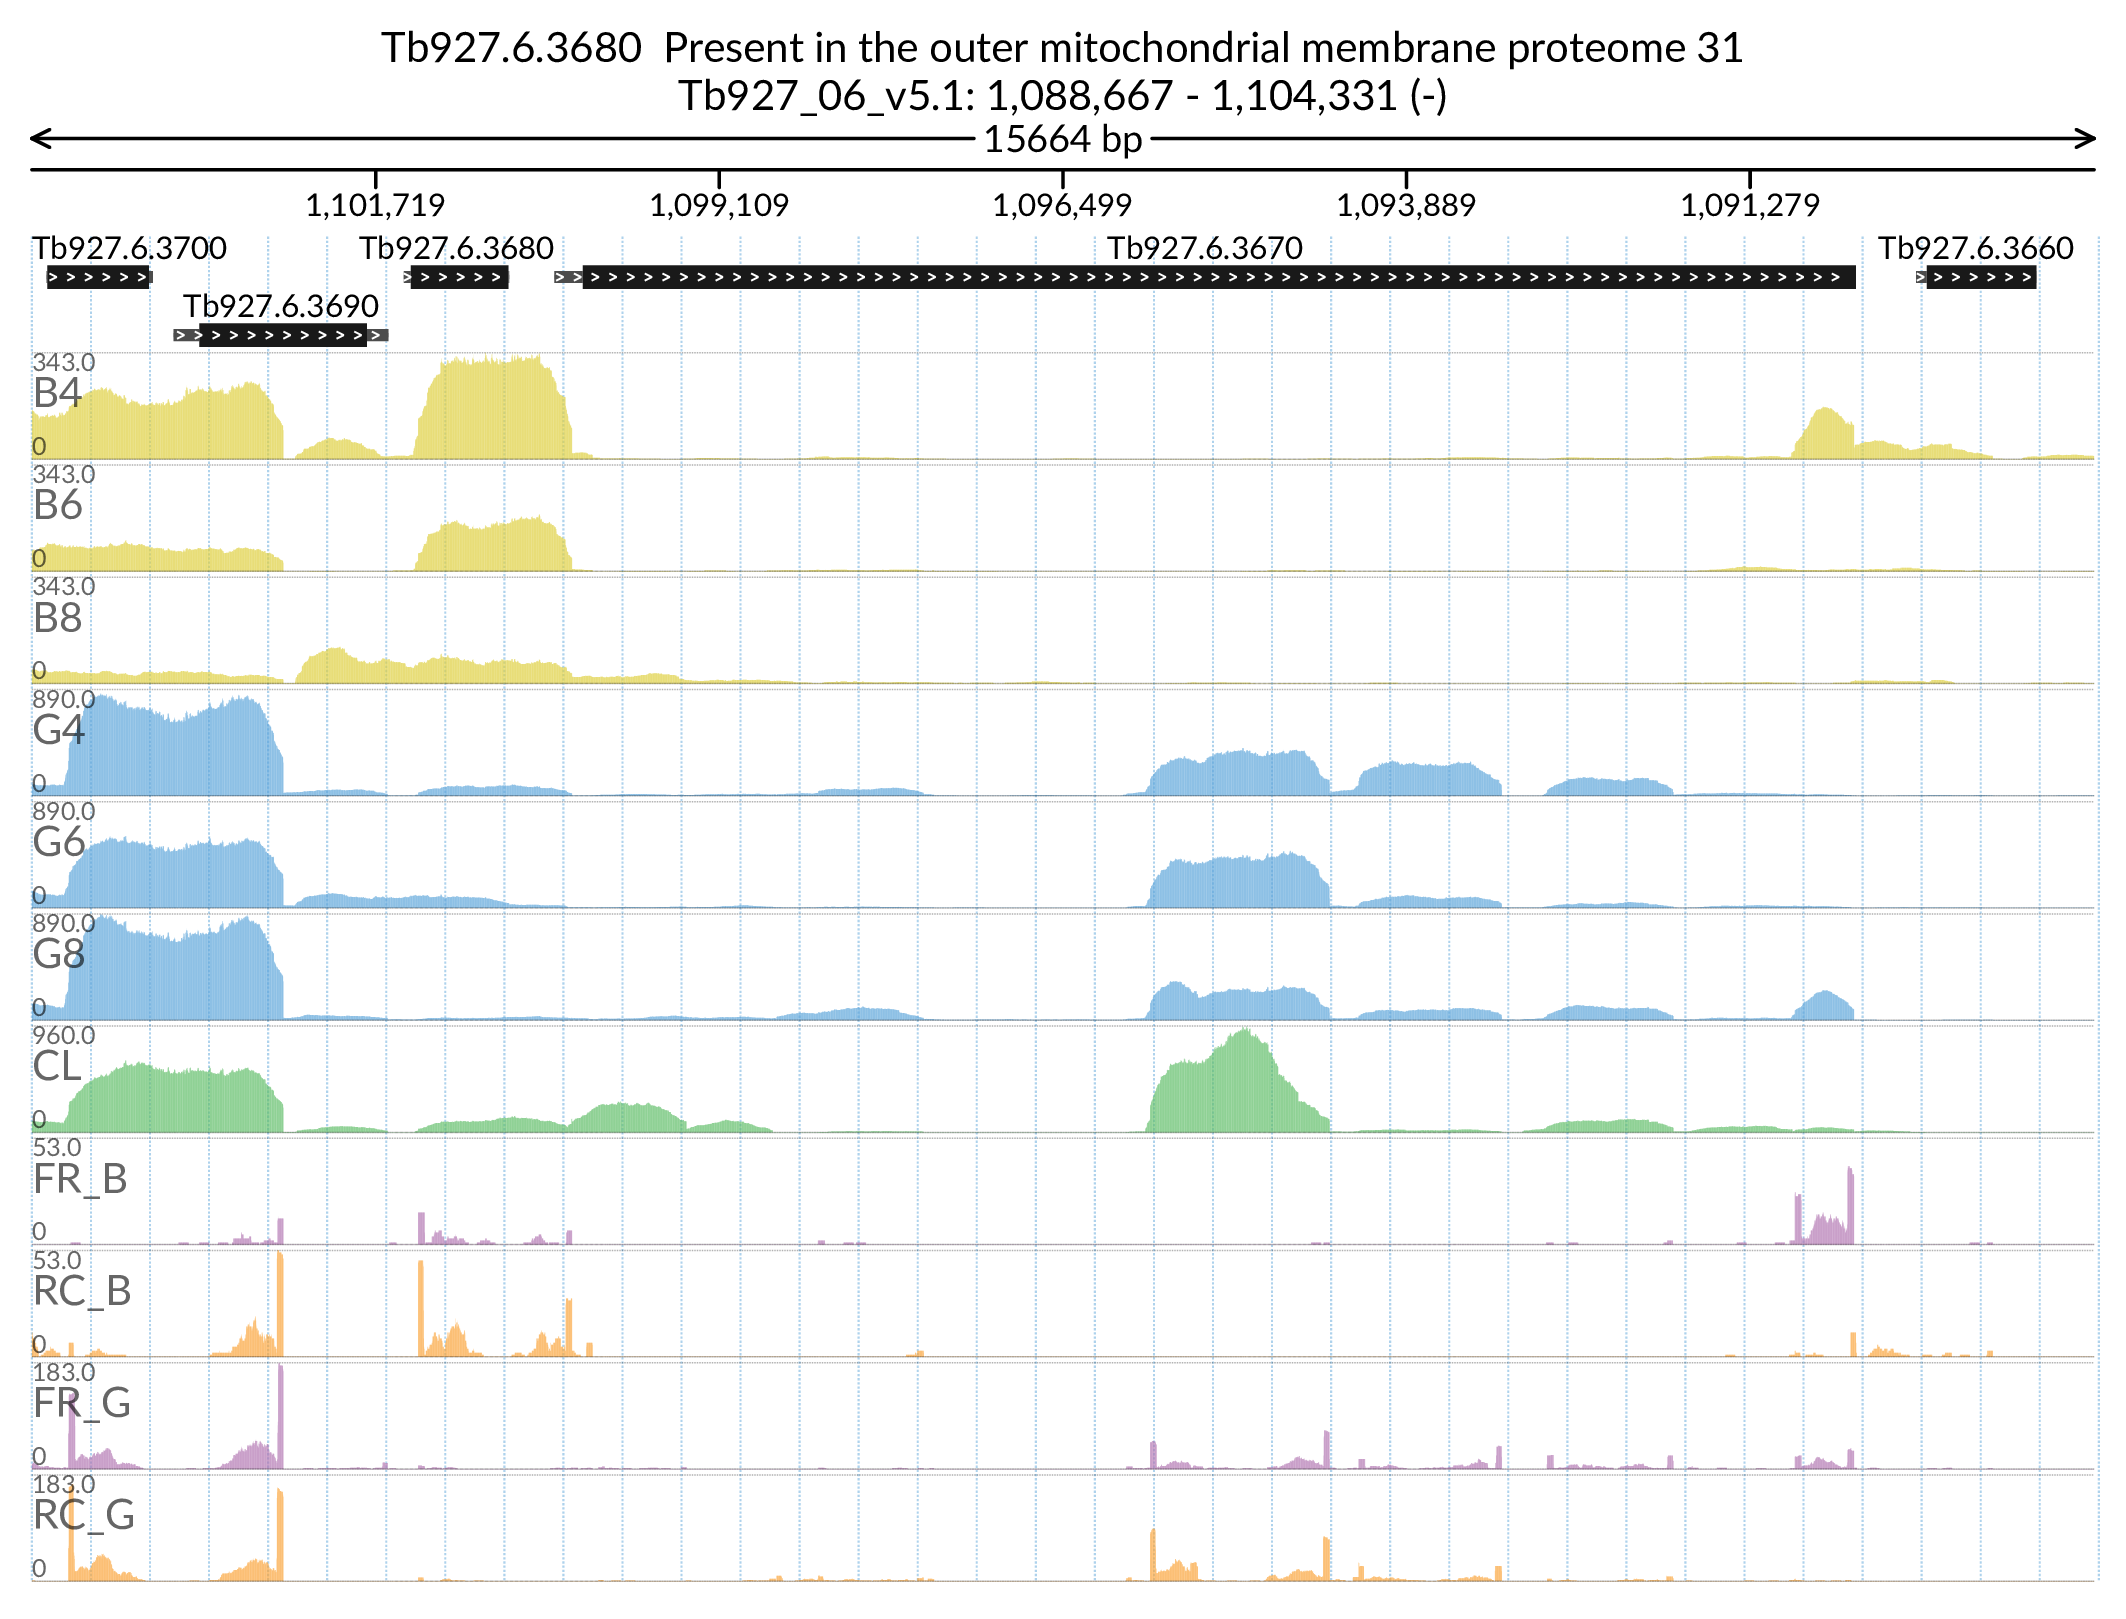 Tb927.6.3680  Present in the outer mitochondrial membrane proteome 31
Tb927_06_v5.1: 1,088,667 - 1,104,331 (-)
15664 bp
1,101,719 1,099,109 1,096,499 1,093,889 1,091,279
Tb927.6.3700 Tb927.6.3680 Tb927.6.3670 Tb927.6.3660
Tb927.6.3690
343.0
B4
0
343.0
B6
0
343.0
B8
0
890.0
G4
0
890.0
G6
0
890.0
G8
0
960.0
CL
0
53.0
FR_B
0
53.0
RC_B
0
183.0
FR_G
0
183.0
RC_G
0